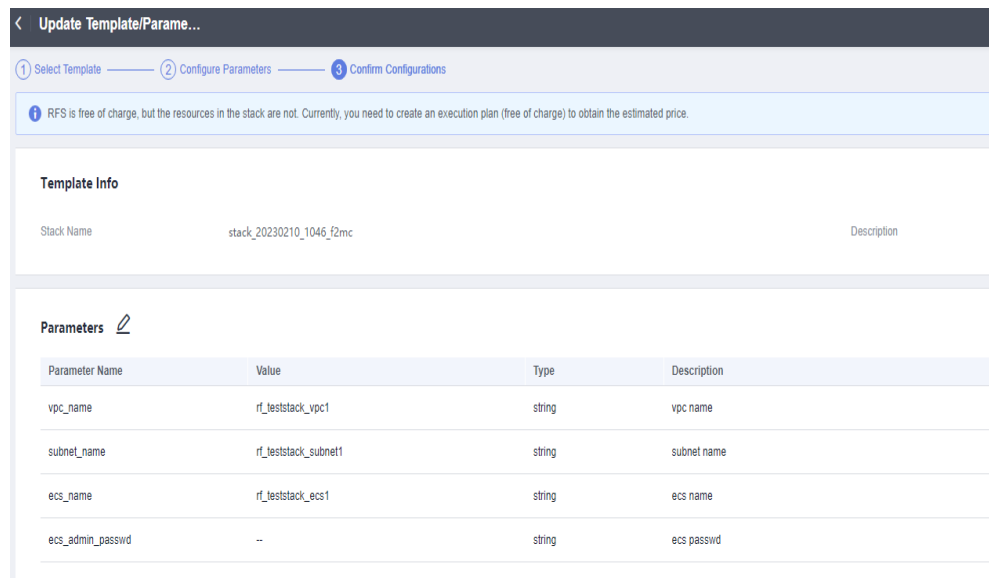 Update Template/Parame...
1 Select Template 2 Configure Parameters 3 Confirm Configurations
RFS is free of charge, but the resources in the stack are not. Currently, you need to create an execution plan (free of charge) to obtain the estimated price.
Template Info
Stack Name stack_20230210_1046_f2mc Description
Parameters
Parameter Name Value Type Description
vpc_name rf_teststack_vpc1 string vpc name
subnet_name rf_teststack_subnet1 string subnet name
ecs_name rf_teststack_ecs1 string ecs name
ecs_admin_passwd -- string ecs passwd